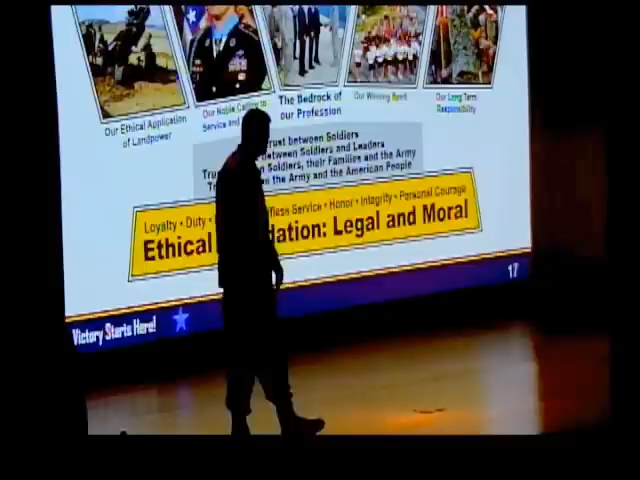 Our Ethical Application
of Landpower
Our Noble Calling to
Service and
The Bedrock of
our Profession
Our Winning Spirit
Our Long Term
Responsibility
rust between Soldiers
between Soldiers and Leaders
Soldiers, their Families and the Army
the Army and the American People
Loyalty • Duty • fless Service • Honor • Integrity • Personal Courage
Ethical dation: Legal and Moral
Victory Starts Here!
17